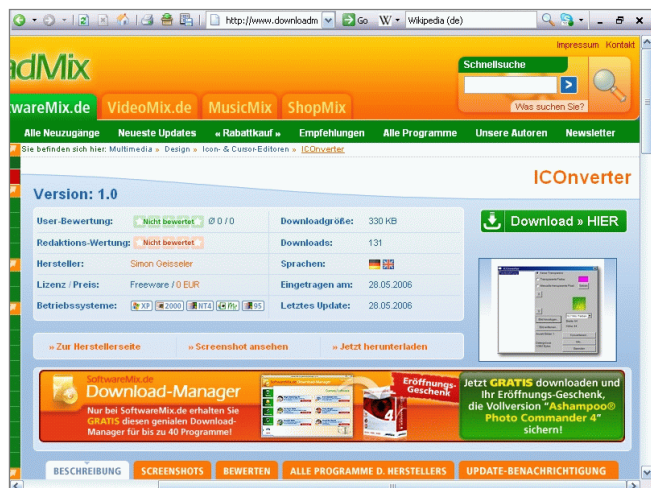 http://www.downloadm Go W Wikipedia (de)
Impressum Kontakt
adMix
Schnellsuche
Was suchen Sie?
twareMix.de VideoMix.de MusicMix ShopMix
Alle Neuzugänge Neueste Updates « Rabattkauf » Empfehlungen Alle Programme Unsere Autoren Newsletter
Sie befinden sich hier: Multimedia » Design » Icon- & Cursor-Editoren » ICOnverter
ICOnverter
Version: 1.0
User-Bewertung: Nicht bewertet Ø 0 / 0 Downloadgröße: 330 KB
Download » HIER
Redaktions-Wertung: Nicht bewertet Downloads: 131
Hersteller: Simon Geisseler Sprachen:
Lizenz / Preis: Freeware / 0 EUR Eingetragen am: 28.05.2006
Betriebssysteme: XP 2000 NT4 95 Letztes Update: 28.05.2006
» Zur Herstellerseite » Screenshot ansehen » Jetzt herunterladen
SoftwareMix.de
Download-Manager
Nur bei SoftwareMix.de erhalten Sie
GRATIS diesen genialen Download-
Manager für bis zu 40 Programme!
Eröffnungs-
Geschenk
Jetzt GRATIS downloaden und
Ihr Eröffnungs-Geschenk,
die Vollversion "Ashampoo®
Photo Commander 4"
sichern!
BESCHREIBUNG SCREENSHOTS BEWERTEN ALLE PROGRAMME D. HERSTELLERS UPDATE-BENACHRICHTIGUNG